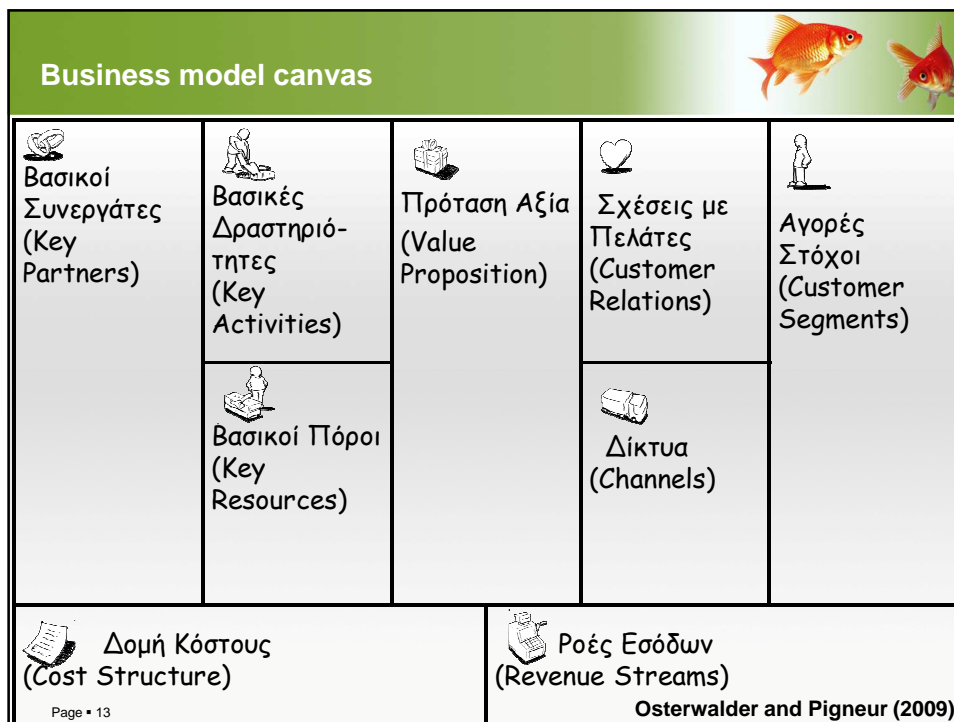 Business model canvas
Βασικοί
Συνεργάτες
(Key
Partners)
Βασικές
Δραστηριό-
τητες
(Key
Activities)
Βασικοί Πόροι
(Key
Resources)
Πρόταση Αξία
(Value
Proposition)
Σχέσεις με
Πελάτες
(Customer
Relations)
Δίκτυα
(Channels)
Αγορές
Στόχοι
(Customer
Segments)
Δομή Κόστους
(Cost Structure)
Ροές Εσόδων
(Revenue Streams)
Page ▪ 13
Osterwalder and Pigneur (2009)